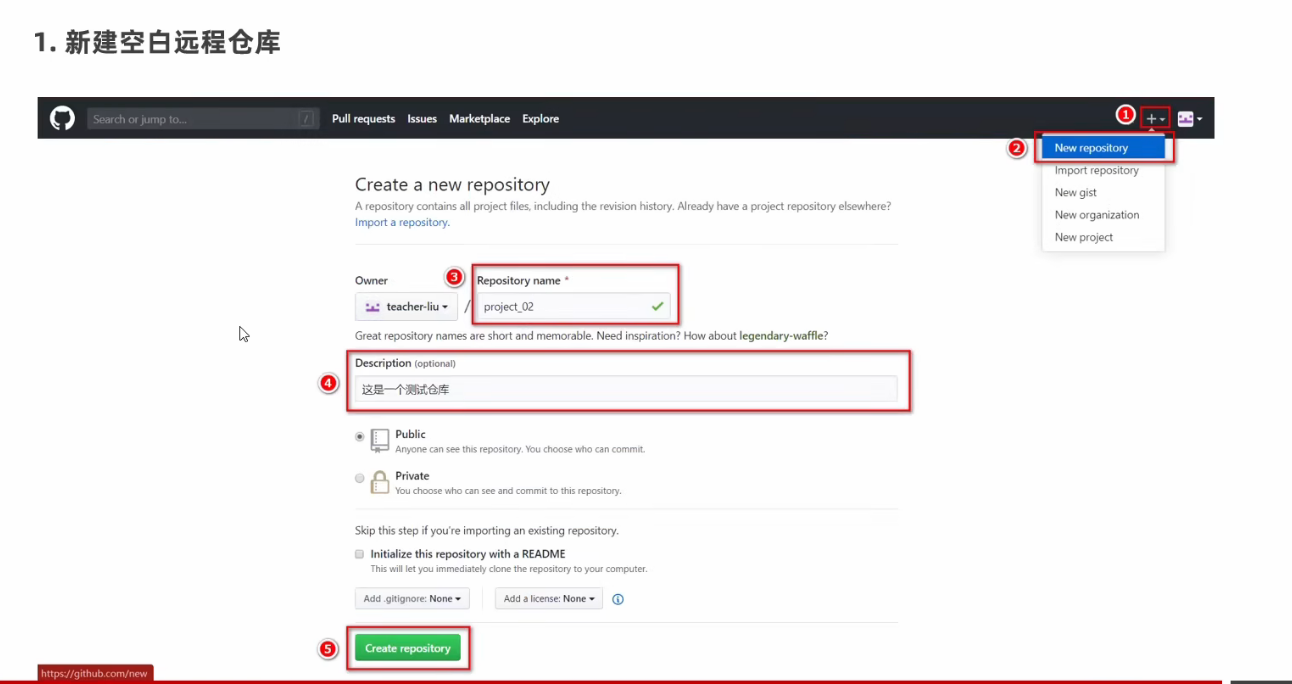 1. 新建空白远程仓库
Search or jump to... /
Pull requests Issues Marketplace Explore
1
2
New repository
Import repository
New gist
New organization
New project
Create a new repository
A repository contains all project files, including the revision history. Already have a project repository elsewhere?
Import a repository.
Owner
3
Repository name *
teacher-liu / project_02
Great repository names are short and memorable. Need inspiration? How about legendary-waffle?
Description (optional)
4
这是一个测试仓库
Public
Anyone can see this repository. You choose who can commit.
Private
You choose who can see and commit to this repository.
Skip this step if you're importing an existing repository.
Initialize this repository with a README
This will let you immediately clone the repository to your computer.
Add .gitignore: None Add a license: None
5
Create repository
https://github.com/new